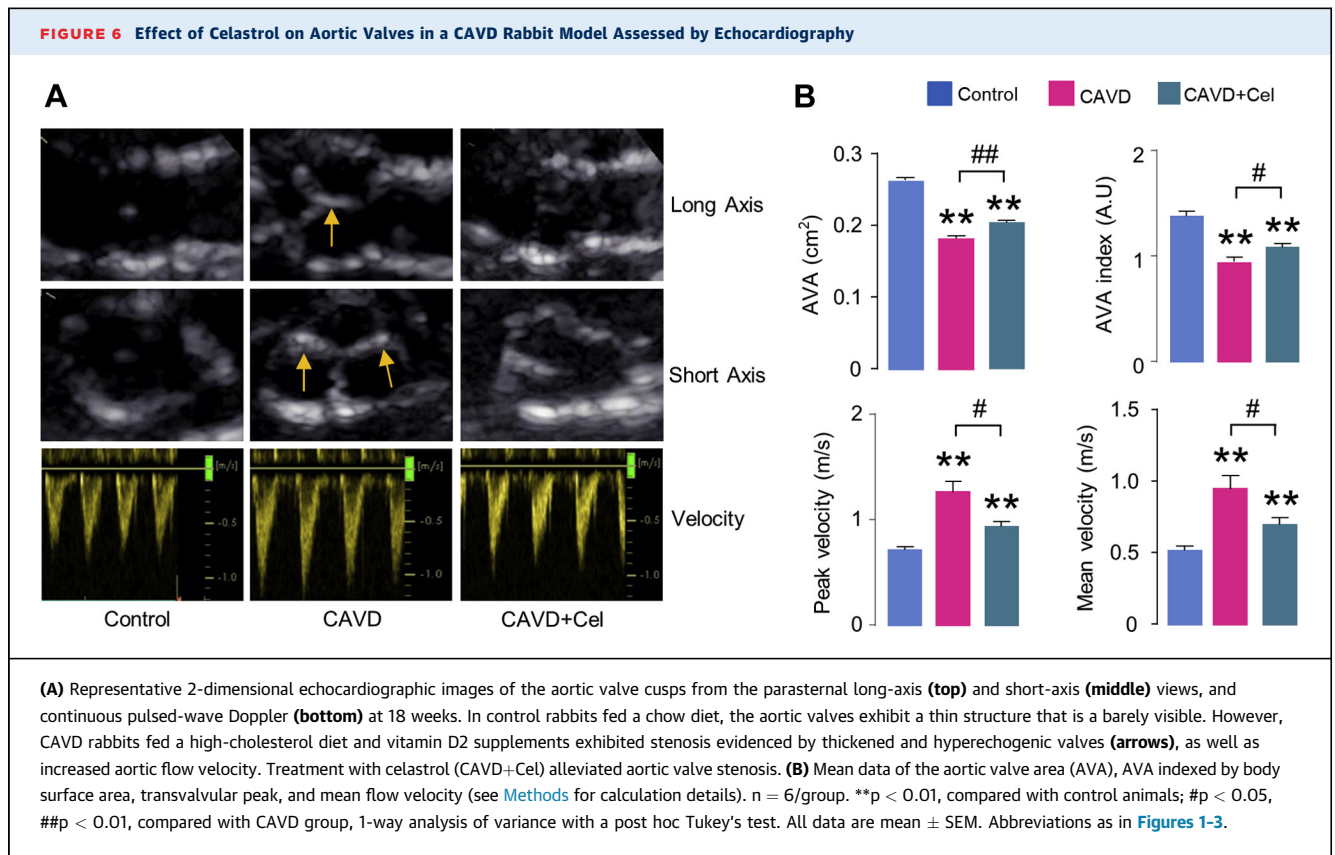 FIGURE 6 Effect of Celastrol on Aortic Valves in a CAVD Rabbit Model Assessed by Echocardiography
A
Long Axis
Short Axis
[m/s]
[m/s]
[m/s]
-0.5
-0.5
-0.5
-1.0
-1.0
-1.0
Velocity
Control
CAVD
CAVD+Cel
B
Control
CAVD
CAVD+Cel
AVA (cm²)
0.3
0.2
0.1
0
##
**
**
AVA index (A.U)
2
1
0
#
**
**
Peak velocity (m/s)
2
1
0
#
**
**
Mean velocity (m/s)
1.5
1.0
0.5
0
#
**
**
(A) Representative 2-dimensional echocardiographic images of the aortic valve cusps from the parasternal long-axis (top) and short-axis (middle) views, and
continuous pulsed-wave Doppler (bottom) at 18 weeks. In control rabbits fed a chow diet, the aortic valves exhibit a thin structure that is a barely visible. However,
CAVD rabbits fed a high-cholesterol diet and vitamin D2 supplements exhibited stenosis evidenced by thickened and hyperechogenic valves (arrows), as well as
increased aortic flow velocity. Treatment with celastrol (CAVD+Cel) alleviated aortic valve stenosis. (B) Mean data of the aortic valve area (AVA), AVA indexed by body
surface area, transvalvular peak, and mean flow velocity (see Methods for calculation details). n = 6/group. **p < 0.01, compared with control animals; #p < 0.05,
##p < 0.01, compared with CAVD group, 1-way analysis of variance with a post hoc Tukey's test. All data are mean ± SEM. Abbreviations as in Figures 1-3.